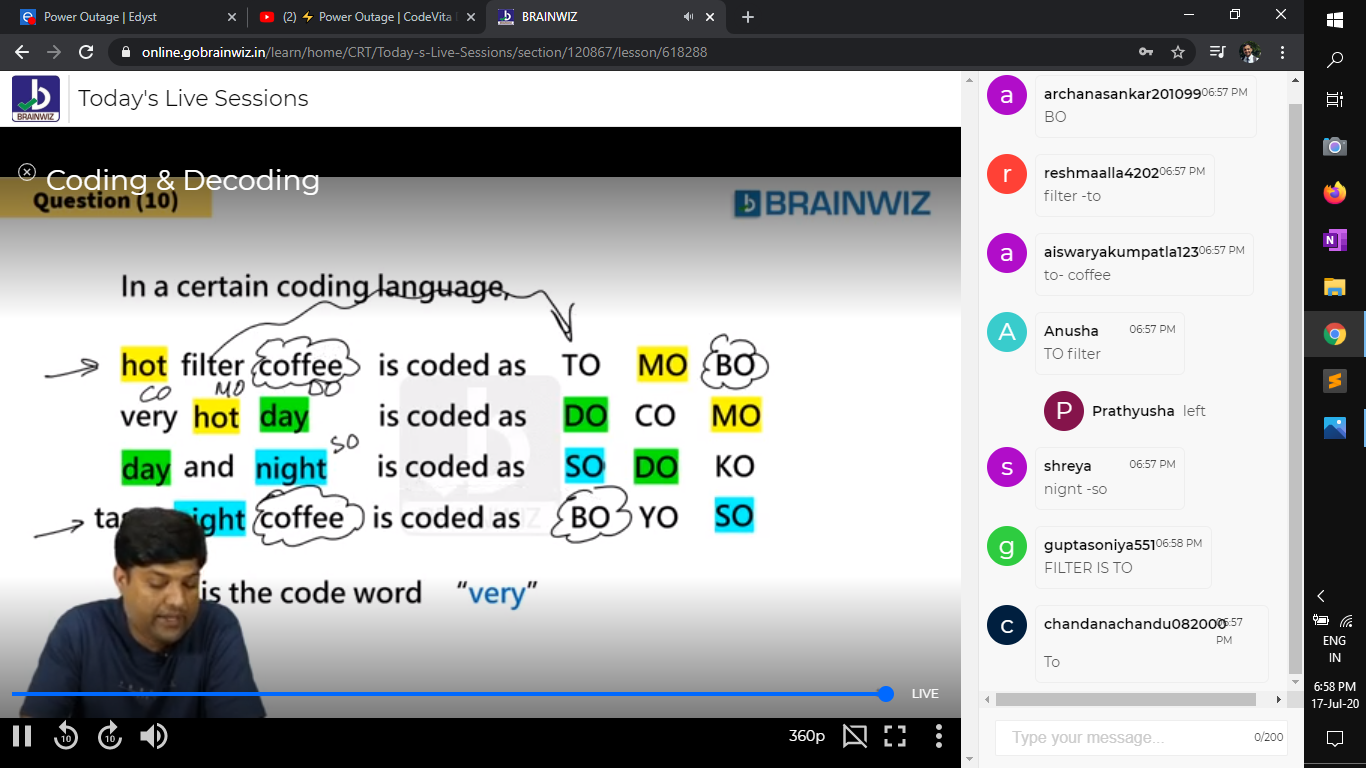 Power Outage | Edyst
(2) ⚡ Power Outage | CodeVita
BRAINWIZ
online.gobrainwiz.in/learn/home/CRT/Today-s-Live-Sessions/section/120867/lesson/618288
b
BRAINWIZ
Today's Live Sessions
Coding & Decoding
Question (10)
BRAINWIZ
In a certain coding language,
hot filter coffee is coded as TO MO BO
CO MO DO
very hot day is coded as DO CO MO
SO
day and night is coded as SO DO KO
night coffee is coded as BO YO SO
is the code word "very"
LIVE
10
10
360p
a
archanasankar201099 06:57 PM
BO
r
reshmaalla4202 06:57 PM
filter -to
a
aiswaryakumpatla123 06:57 PM
to- coffee
A
Anusha 06:57 PM
TO filter
P
Prathyusha left
s
shreya 06:57 PM
nignt -so
g
guptasoniya551 06:58 PM
FILTER IS TO
c
chandanachandu082000 06:57 PM
To
Type your message...
0/200
ENG
IN
6:58 PM
17-Jul-20